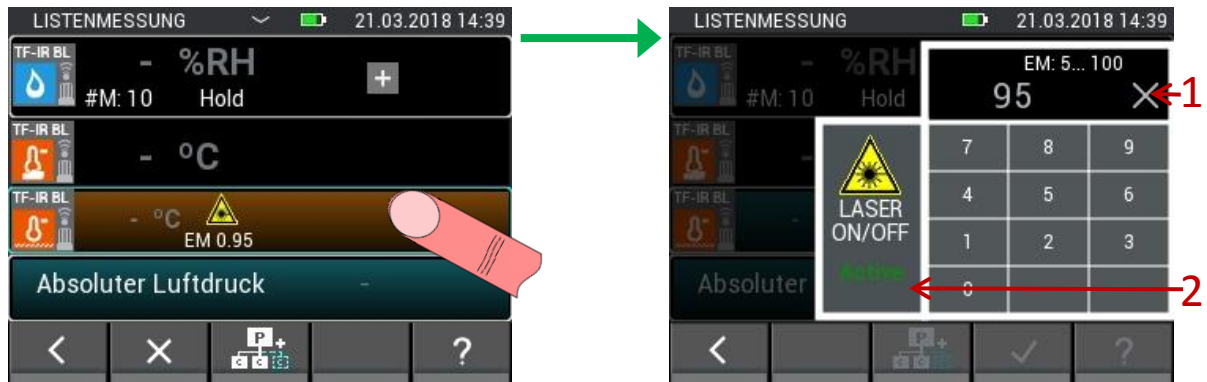 LISTENMESSUNG 21.03.2018 14:39
TF-IR BL
- %RH
#M: 10 Hold +
TF-IR BL
- °C
TF-IR BL
- °C
EM 0.95
Absoluter Luftdruck -
P +
c c c
?
LISTENMESSUNG 21.03.2018 14:39
TF-IR BL
- %RH
#M: 10 Hold
EM: 5... 100
95
1
TF-IR BL
-
7 8 9
TF-IR BL
-
LASER
ON/OFF
Active
4 5 6
1 2 3
0
2
Absoluter
P +
c c
?